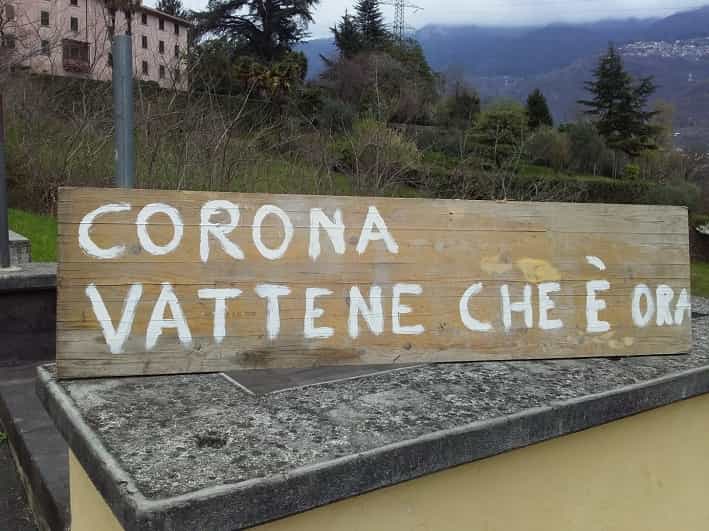 CORONA
VATTENE CHE È ORA